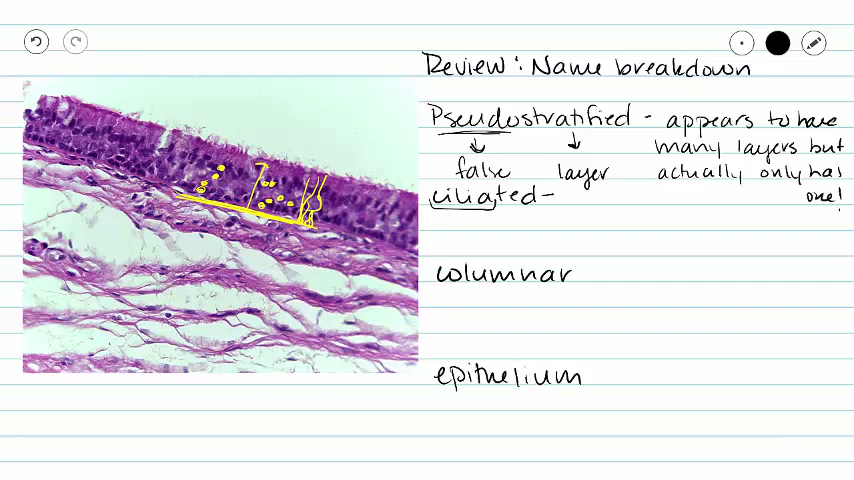 Review: Name breakdown
Pseudostratified - appears to have
many layers but
false layer actually only has
ciliated - one!
columnar
epithelium